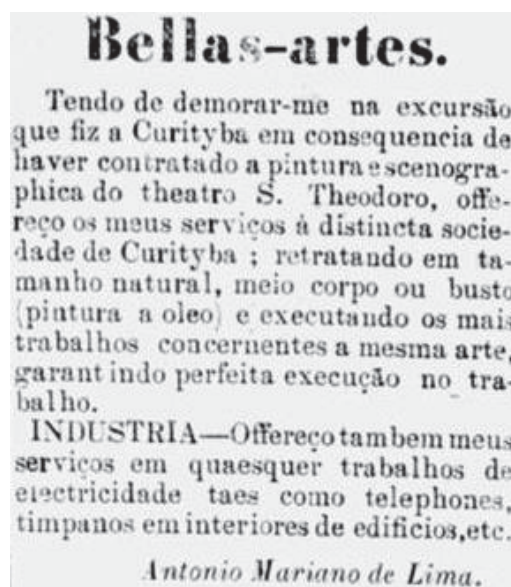 Bellas-artes.
Tendo de demorar-me na excursão
que fiz a Curityba em consequencia de
haver contratado a pintura escenogra-
phica do theatro S. Theodoro, offe-
reço os meus serviços á distincta socie-
dade de Curityba ; retratando em ta-
manho natural, meio corpo ou busto
(pintura a oleo) e executando os mais
trabalhos concernentes a mesma arte,
garantindo perfeita execução no tra-
balho.
INDUSTRIA—Offereço tambem meus
serviços em quaesquer trabalhos de
electricidade taes como telephones,
timpanos em interiores de edificios,etc.
Antonio Mariano de Lima.